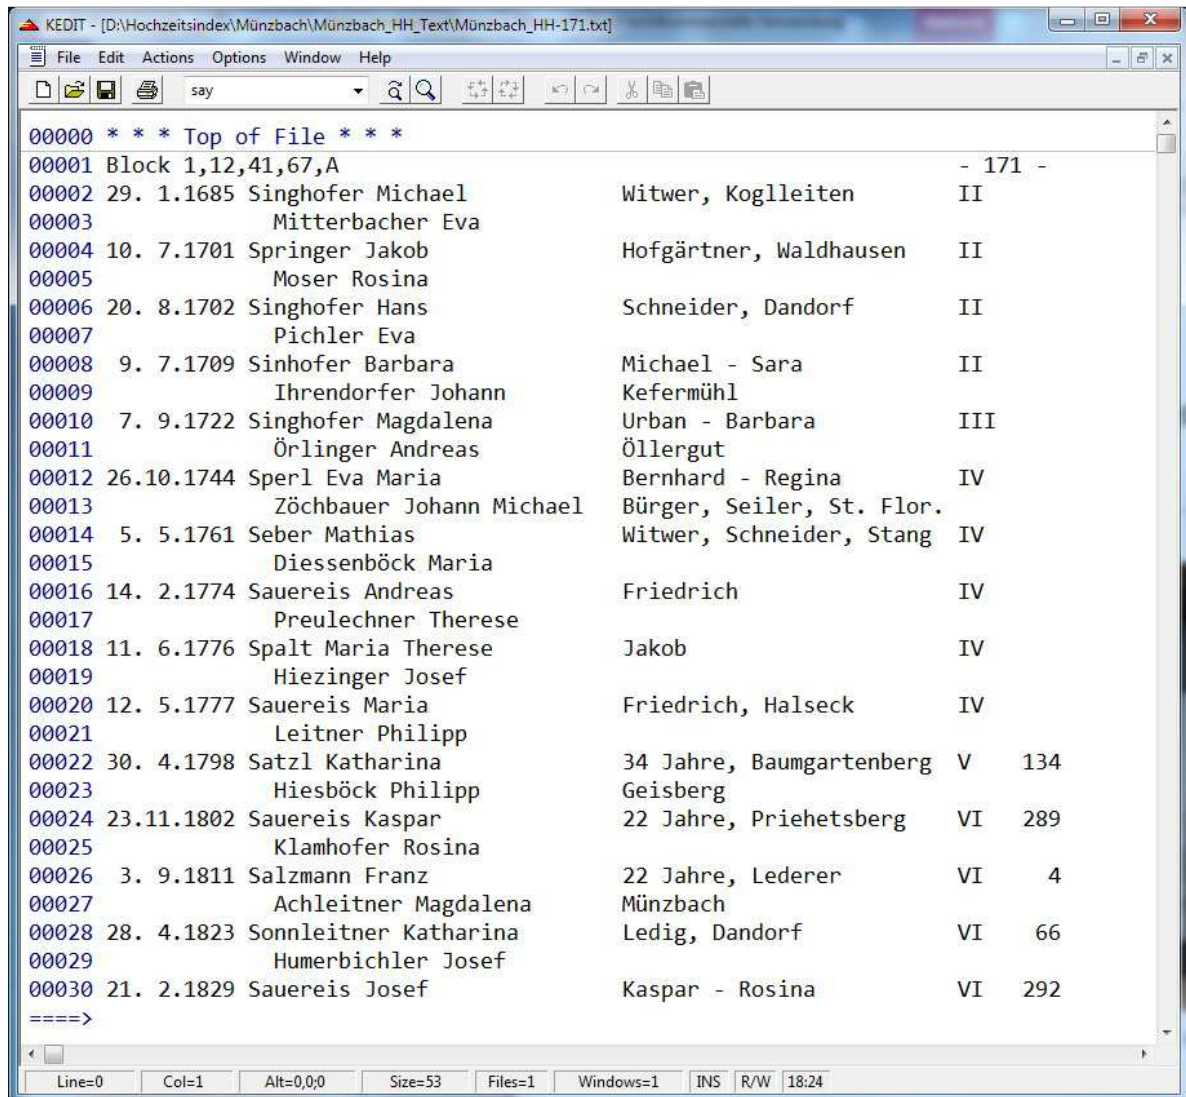 KEDIT - [D:\Hochzeitsindex\Münzbach\Münzbach_HH_Text\Münzbach_HH-171.txt]
File Edit Actions Options Window Help
say
00000 * * * Top of File * * *
00001 Block 1,12,41,67,A - 171 -
00002 29. 1.1685 Singhofer Michael Witwer, Koglleiten II
00003 Mitterbacher Eva
00004 10. 7.1701 Springer Jakob Hofgärtner, Waldhausen II
00005 Moser Rosina
00006 20. 8.1702 Singhofer Hans Schneider, Dandorf II
00007 Pichler Eva
00008 9. 7.1709 Sinhofer Barbara Michael - Sara II
00009 Ihrendorfer Johann Kefermühl
00010 7. 9.1722 Singhofer Magdalena Urban - Barbara III
00011 Örlinger Andreas Öllergut
00012 26.10.1744 Sperl Eva Maria Bernhard - Regina IV
00013 Zöchbauer Johann Michael Bürger, Seiler, St. Flor.
00014 5. 5.1761 Seber Mathias Witwer, Schneider, Stang IV
00015 Diessenböck Maria
00016 14. 2.1774 Sauereis Andreas Friedrich IV
00017 Preulechner Therese
00018 11. 6.1776 Spalt Maria Therese Jakob IV
00019 Hiezinger Josef
00020 12. 5.1777 Sauereis Maria Friedrich, Halseck IV
00021 Leitner Philipp
00022 30. 4.1798 Satzl Katharina 34 Jahre, Baumgartenberg V 134
00023 Hiesböck Philipp Geisberg
00024 23.11.1802 Sauereis Kaspar 22 Jahre, Priehetsberg VI 289
00025 Klamhofer Rosina
00026 3. 9.1811 Salzmann Franz 22 Jahre, Lederer VI 4
00027 Achleitner Magdalena Münzbach
00028 28. 4.1823 Sonnleitner Katharina Ledig, Dandorf VI 66
00029 Humerbichler Josef
00030 21. 2.1829 Sauereis Josef Kaspar - Rosina VI 292
====>
Line=0 Col=1 Alt=0,0;0 Size=53 Files=1 Windows=1 INS R/W 18:24